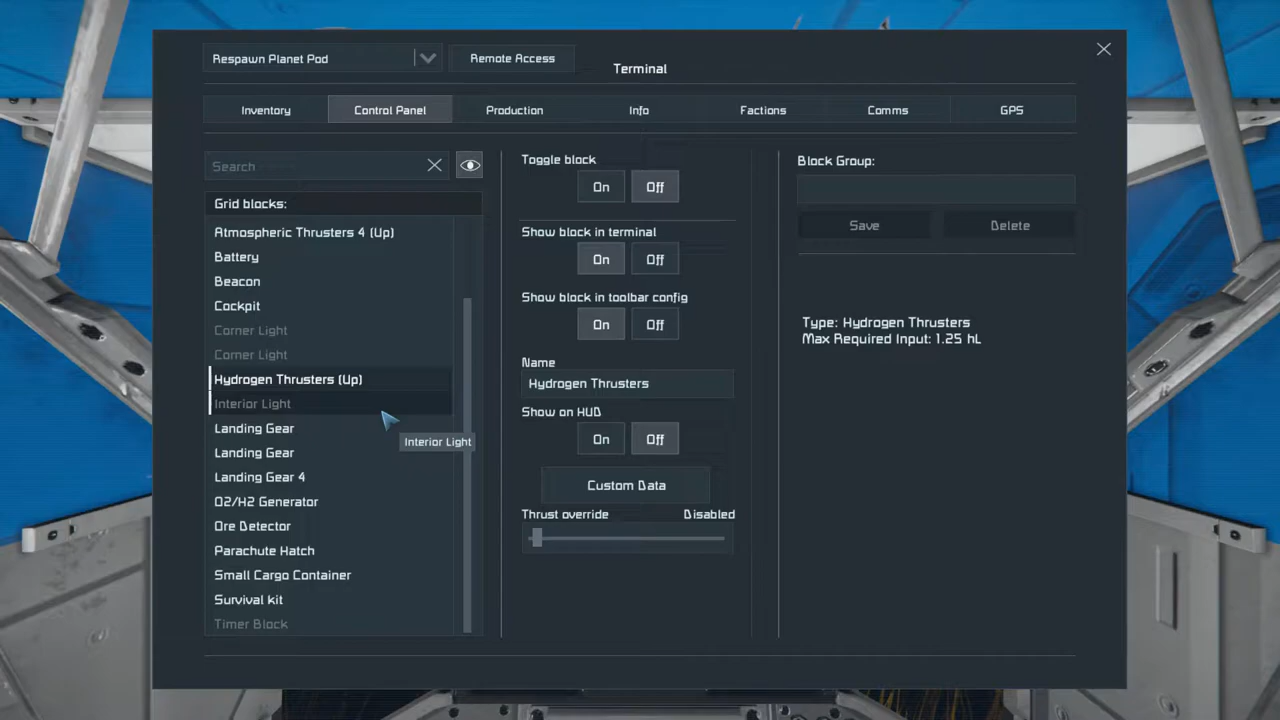 Respawn Planet Pod
Remote Access
Terminal
Inventory
Control Panel
Production
Info
Factions
Comms
GPS
Search
Grid blocks:
Atmospheric Thrusters 4 (Up)
Battery
Beacon
Cockpit
Corner Light
Corner Light
Hydrogen Thrusters (Up)
Interior Light
Landing Gear
Landing Gear
Landing Gear 4
O2/H2 Generator
Ore Detector
Parachute Hatch
Small Cargo Container
Survival kit
Timer Block
Interior Light
Toggle block
On Off
Show block in terminal
On Off
Show block in toolbar config
On Off
Name
Hydrogen Thrusters
Show on HUD
On Off
Custom Data
Thrust override Disabled
Block Group:
Save Delete
Type: Hydrogen Thrusters
Max Required Input: 1.25 hL